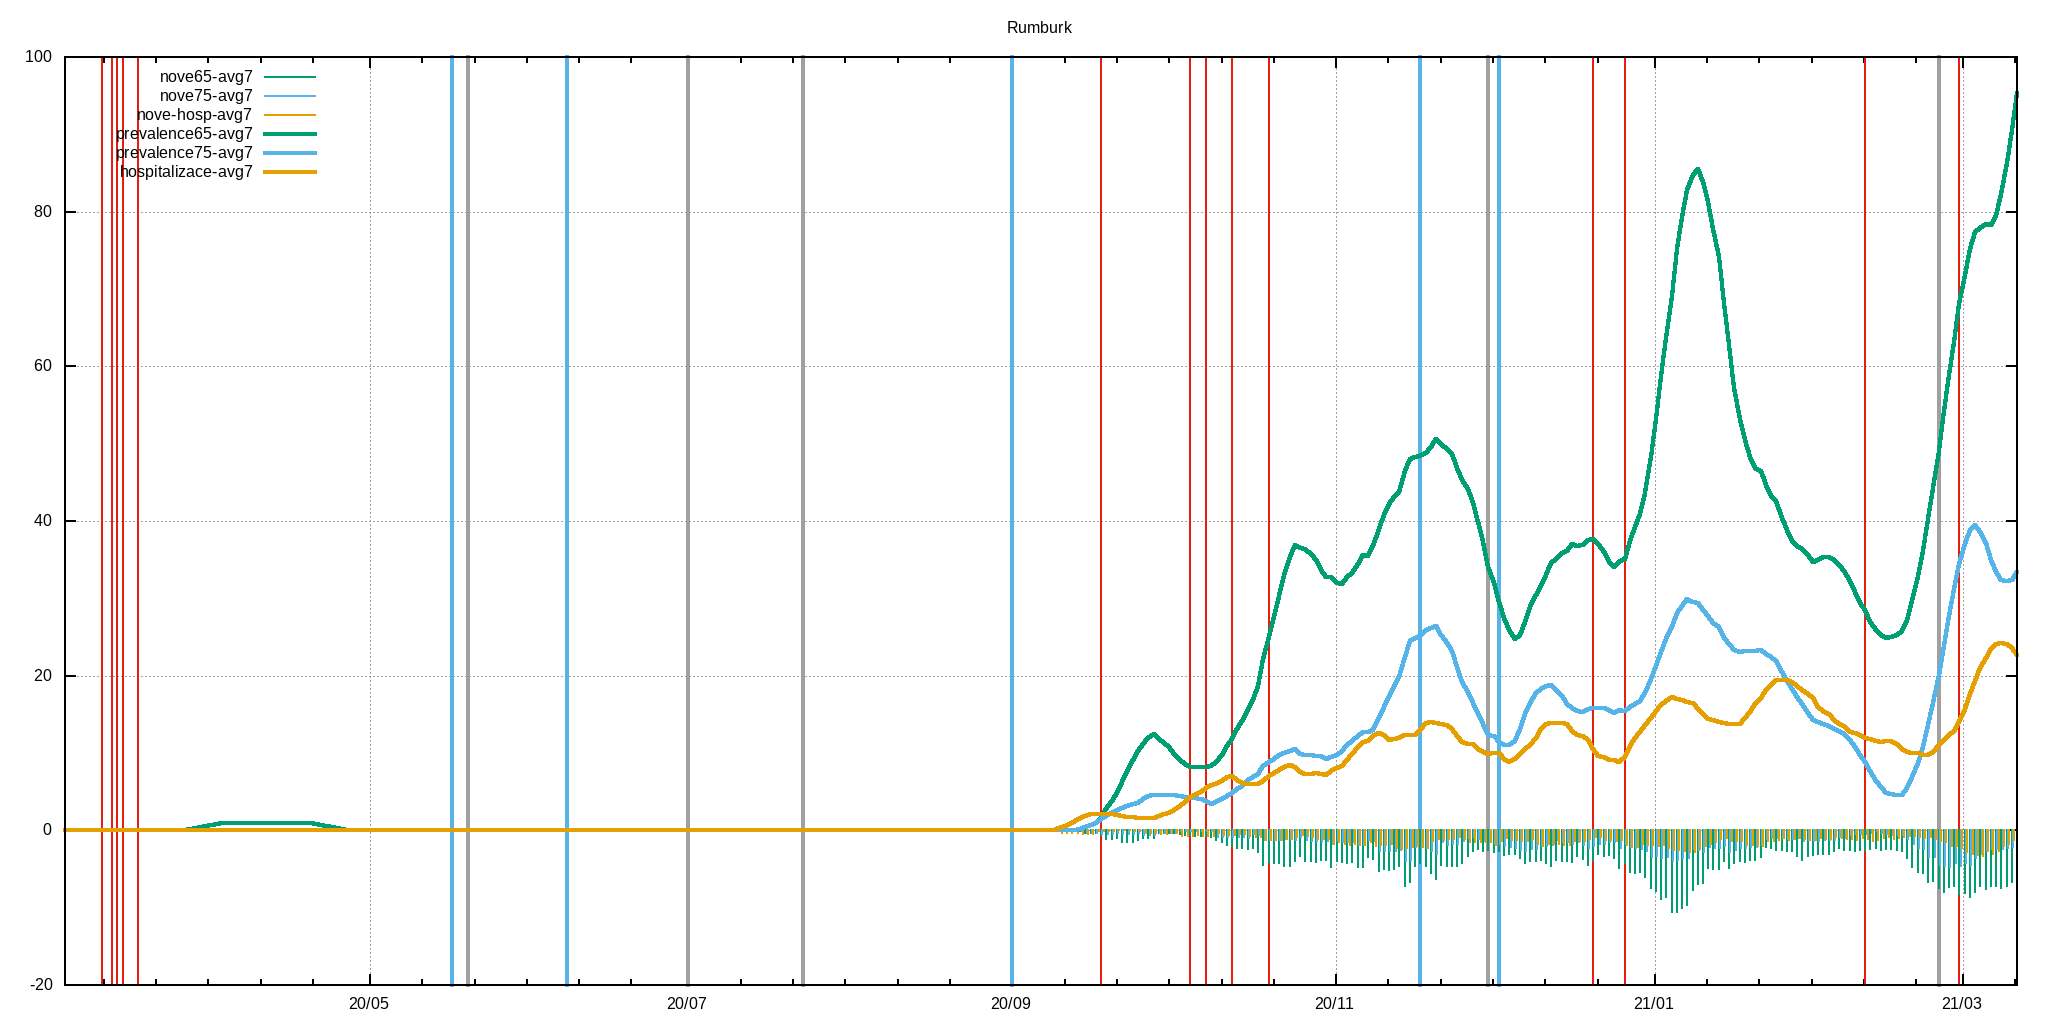 Rumburk
100
nove65-avg7
nove75-avg7
nove-hosp-avg7
prevalence65-avg7
prevalence75-avg7
hospitalizace-avg7
80
60
40
20
0
-20
20/05
20/07
20/09
20/11
21/01
21/03